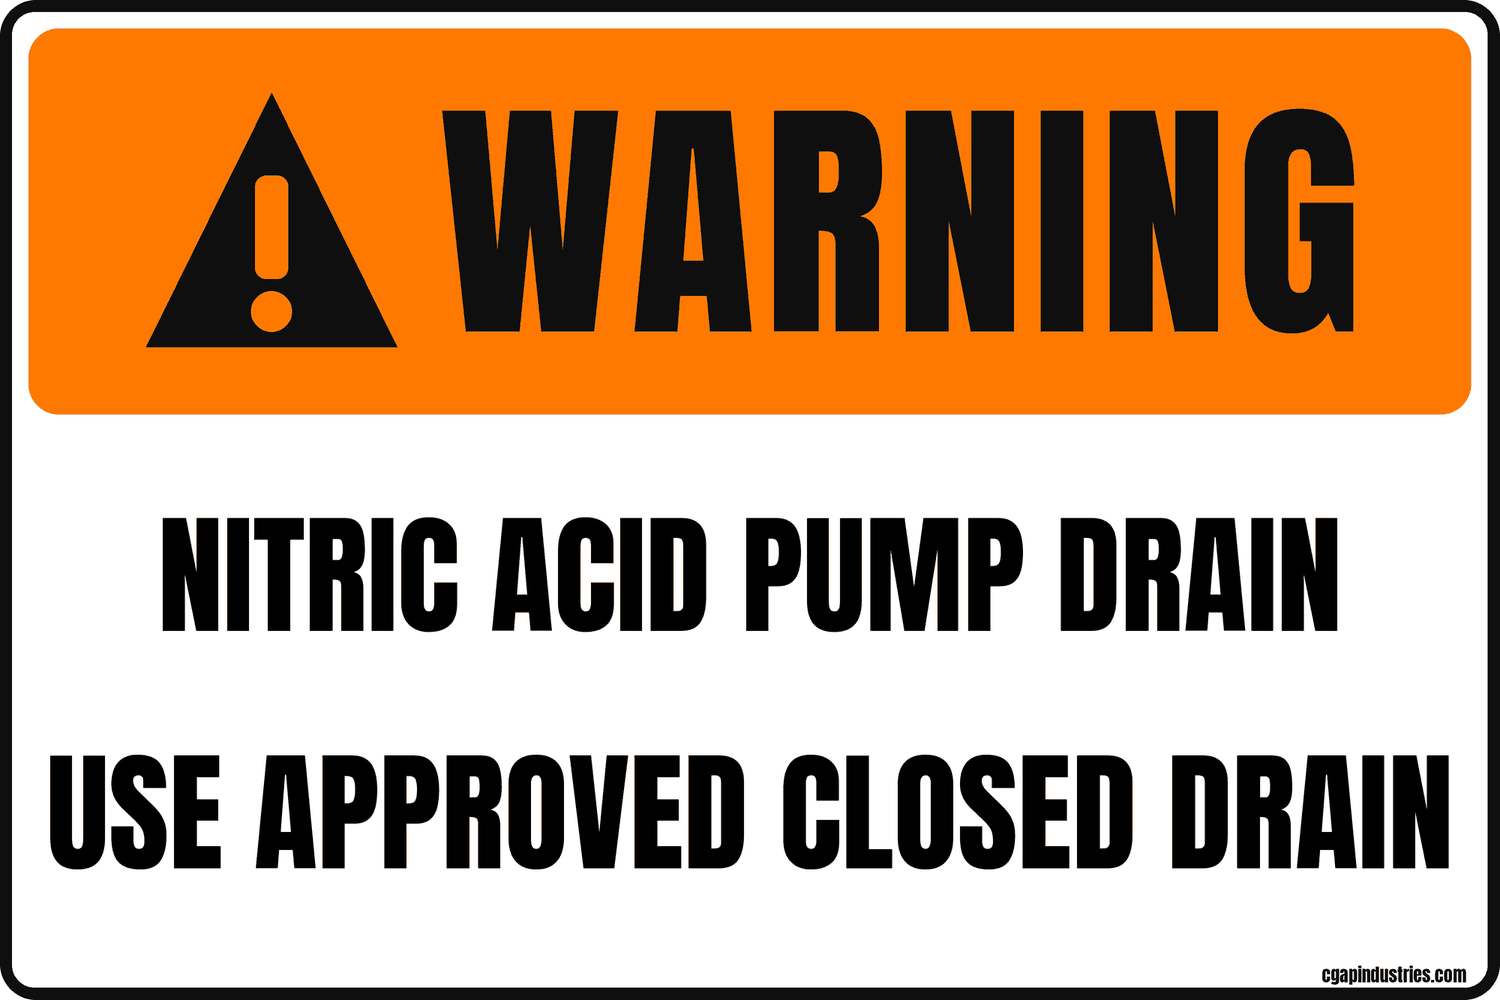 WARNING
NITRIC ACID PUMP DRAIN
USE APPROVED CLOSED DRAIN
cgapindustries.com